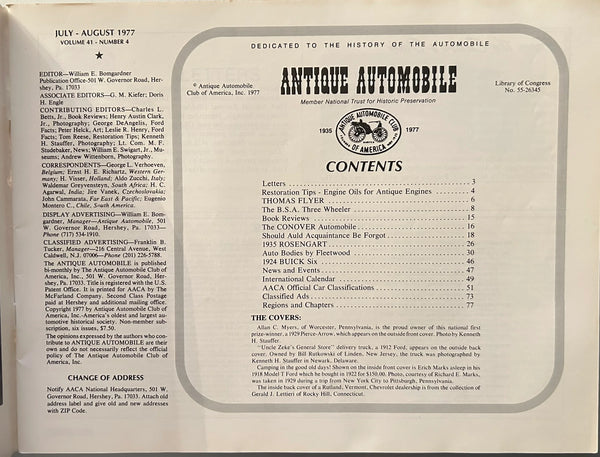 JULY - AUGUST 1977
VOLUME 41 - NUMBER 4
★
EDITOR—William E. Bomgardner
Publication Office-501 W. Governor Road, Her-
shey, Pa. 17033
ASSOCIATE EDITORS—G. M. Kiefer; Doris
H. Engle
CONTRIBUTING EDITORS—Charles L.
Betts, Jr., Book Reviews; Henry Austin Clark,
Jr., Photography; George DeAngelis, Ford
Facts; Peter Helck, Art; Leslie R. Henry, Ford
Facts; Tom Reese, Restoration Tips; Kenneth
H. Stauffer, Photography; Lt. Com. M. F.
Studebaker, News; William E. Swigart, Jr., Mu-
seums; Andrew Wittenborn, Photography.
CORRESPONDENTS—George L. Verhoeven,
Belgium; Ernst H. E. Richartz, Western Ger-
many; H. Visser, Holland; Aldo Zucchi, Italy;
Waldemar Greyvensteyn, South Africa; H. C.
Agarwal, India; Jire Vanek, Czechoslovakia;
John Cammarata, Far East & Pacific; Eugenio
Montero C., Chile, South America.
DISPLAY ADVERTISING—William E. Bom-
gardner, Manager—Antique Automobile, 501
W. Governor Road, Hershey, Pa. 17033—
Phone (717) 534-1910.
CLASSIFIED ADVERTISING—Franklin B.
Tucker, Manager—216 Central Avenue, West
Caldwell, N.J. 07006—Phone (201) 226-5788.
The ANTIQUE AUTOMOBILE is published
bi-monthly by The Antique Automobile Club of
America, Inc., 501 W. Governor Road, Her-
shey, Pa. 17033. Title is registered with the U.S.
Patent Office. It is printed for AACA by The
McFarland Company. Second Class Postage
paid at Hershey and additional mailing office.
Copyright 1977 by Antique Automobile Club of
America, Inc-America's oldest and largest auto-
motive historical society. Non-member sub-
scription, six issues, $7.50.
The opinions expressed by the authors who con-
tribute to ANTIQUE AUTOMOBILE are their
own and do not necessarily reflect the official
policy of The Antique Automobile Club of
America, Inc.
CHANGE OF ADDRESS
Notify AACA National Headquarters, 501 W.
Governor Road, Hershey, Pa. 17033. Attach old
address label and give old and new addresses
with ZIP Code.
DEDICATED TO THE HISTORY OF THE AUTOMOBILE
© Antique Automobile
Club of America, Inc. 1977
ANTIQUE AUTOMOBILE
Member National Trust for Historic Preservation
Library of Congress
No. 55-26345
1935
ANTIQUE AUTOMOBILE CLUB
OF AMERICA
1977
CONTENTS
Letters 3
Restoration Tips - Engine Oils for Antique Engines 4
THOMAS FLYER 6
The B.S.A. Three Wheeler 8
Book Reviews 15
The CONOVER Automobile 16
Should Auld Acquaintance Be Forgot 18
1935 ROSENGART 26
Auto Bodies by Fleetwood 30
1924 BUICK Six 46
News and Events 47
International Calendar 49
AACA Official Car Classifications 51
Classified Ads 73
Regions and Chapters 77
THE COVERS:
Allan C. Myers, of Worcester, Pennsylvania, is the proud owner of this national first
prize-winner, a 1929 Pierce-Arrow, which appears on the outside front cover. Photo by Kenneth
H. Stauffer.
"Uncle Zeke's General Store" delivery truck, a 1912 Ford, appears on the outside back
cover. Owned by Bill Rutkowski of Linden, New Jersey, the truck was photographed by
Kenneth H. Stauffer in Newark, Delaware.
Camping in the good old days! Shown on the inside front cover is Erich Marks asleep in his
1918 Model T Ford which he bought in 1922 for $150.00. Photo, courtesy of Richard E. Marks,
was taken in 1929 during a trip from New York City to Pittsburgh, Pennsylvania.
The inside back cover of a Rutland, Vermont, Chevrolet dealership is from the collection of
Gerald J. Lettieri of Rocky Hill, Connecticut.